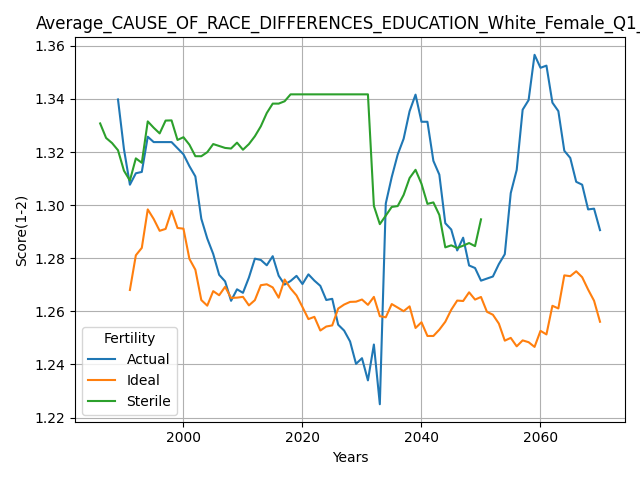 Average_CAUSE_OF_RACE_DIFFERENCES_EDUCATION_White_Female_Q1_
1.36
1.34
1.32
1.30
1.28
1.26
1.24
1.22
Score(1-2)
Fertility
Actual
Ideal
Sterile
2000
2020
2040
2060
Years